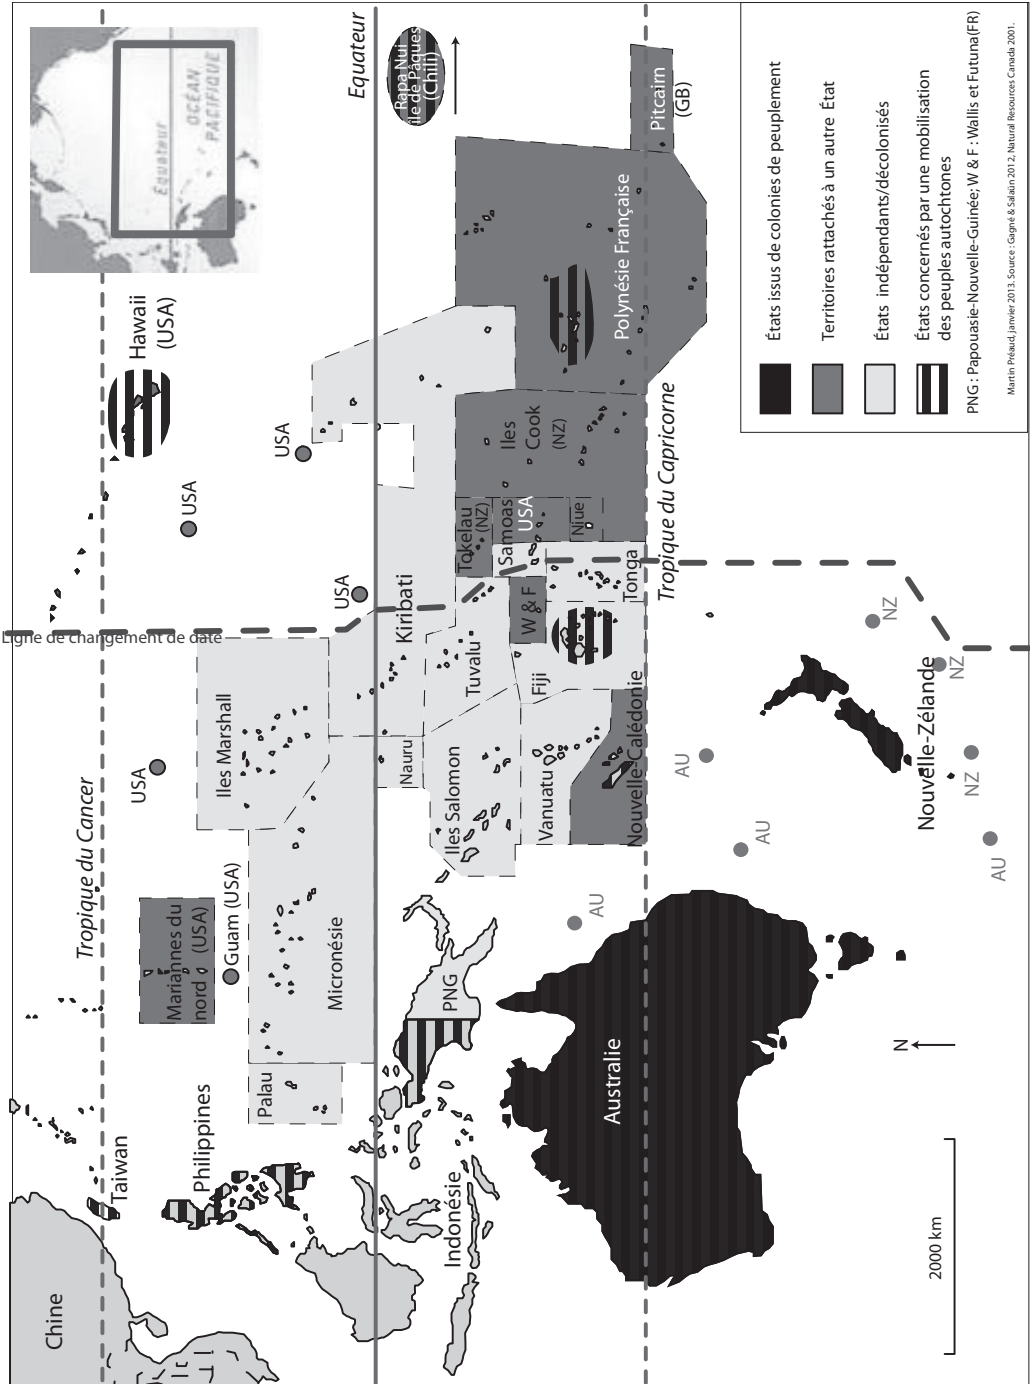 Équateur
OCÉAN
PACIFIQUE
Chine
Taiwan
Philippines
Indonésie
Palau
Mariannes du
nord (USA)
Guam (USA)
Micronésie
PNG
Australie
Tropique du Cancer
USA
Iles Marshall
Nauru
Iles Salomon
Vanuatu
Nouvelle-Calédonie
AU
AU
AU
AU
Nouvelle-Zélande
NZ
NZ
NZ
Ligne de changement de date
Kiribati
Tuvalu
Fiji
W & F
Tonga
USA
USA
USA
Tokelau
(NZ)
Samoas
USA
Niue
Iles
Cook
(NZ)
Hawaii
(USA)
Tropique du Capricorne
Polynésie Française
Pitcairn
(GB)
Equateur
Rapa Nui
île de Pâques
(Chili)
N
2000 km
États issus de colonies de peuplement
Territoires rattachés à un autre État
États indépendants/décolonisés
États concernés par une mobilisation
des peuples autochtones
PNG : Papouasie-Nouvelle-Guinée; W & F : Wallis et Futuna(FR)
Martin Préaud, janvier 2013. Source : Gagné & Salaün 2012, Natural Resources Canada 2001.